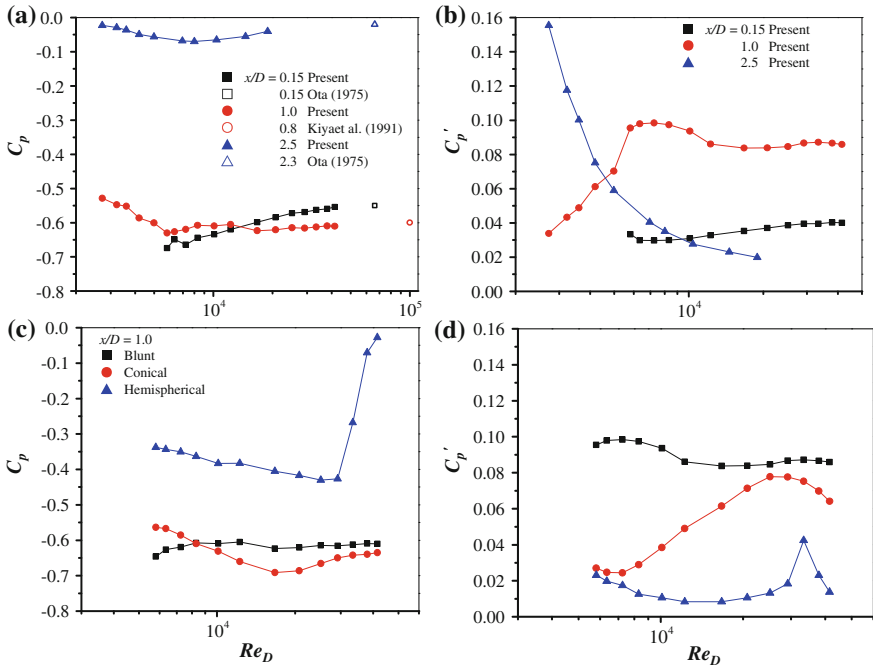 (a)
0.0
-0.1
-0.2
-0.3
-0.4
-0.5
-0.6
-0.7
-0.8
C_p
x/D = 0.15 Present
0.15 Ota (1975)
1.0 Present
0.8 Kiyaet al. (1991)
2.5 Present
2.3 Ota (1975)
10^4
10^5
(b)
0.16
0.14
0.12
0.10
0.08
0.06
0.04
0.02
0.00
C_p'
x/D = 0.15 Present
1.0 Present
2.5 Present
10^4
(c)
0.0
-0.1
-0.2
-0.3
-0.4
-0.5
-0.6
-0.7
-0.8
C_p
x/D = 1.0
Blunt
Conical
Hemispherical
10^4
Re_D
(d)
0.16
0.14
0.12
0.10
0.08
0.06
0.04
0.02
0.00
C_p'
10^4
Re_D